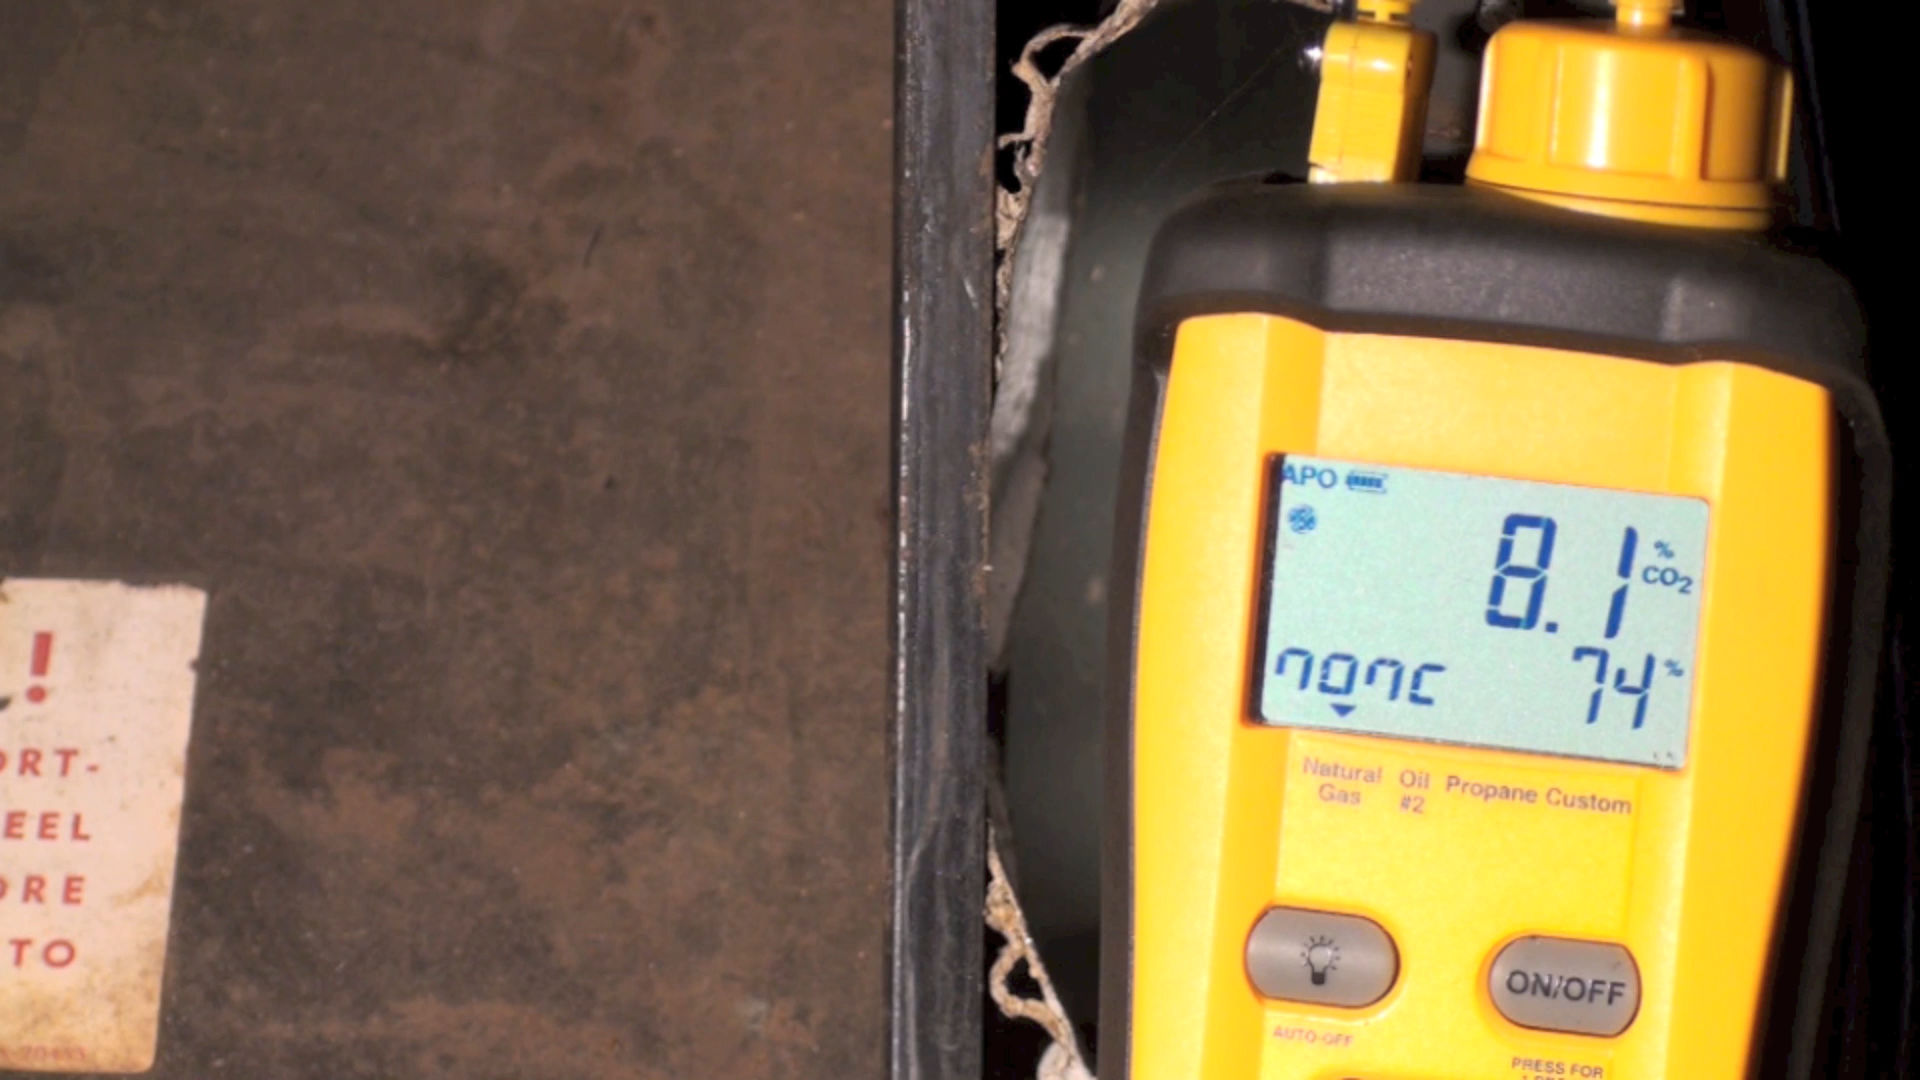 !
ORT-
EEL
ORE
TO
APO
8.1 % CO2
74 %
Natural Gas
Oil #2
Propane
Custom
ON/OFF
AUTO-OFF
PRESS FOR